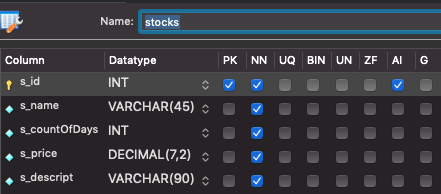 Name: stocks
Column Datatype PK NN UQ BIN UN ZF AI G
s_id INT
s_name VARCHAR(45)
s_countOfDays INT
s_price DECIMAL(7,2)
s_descript VARCHAR(90)